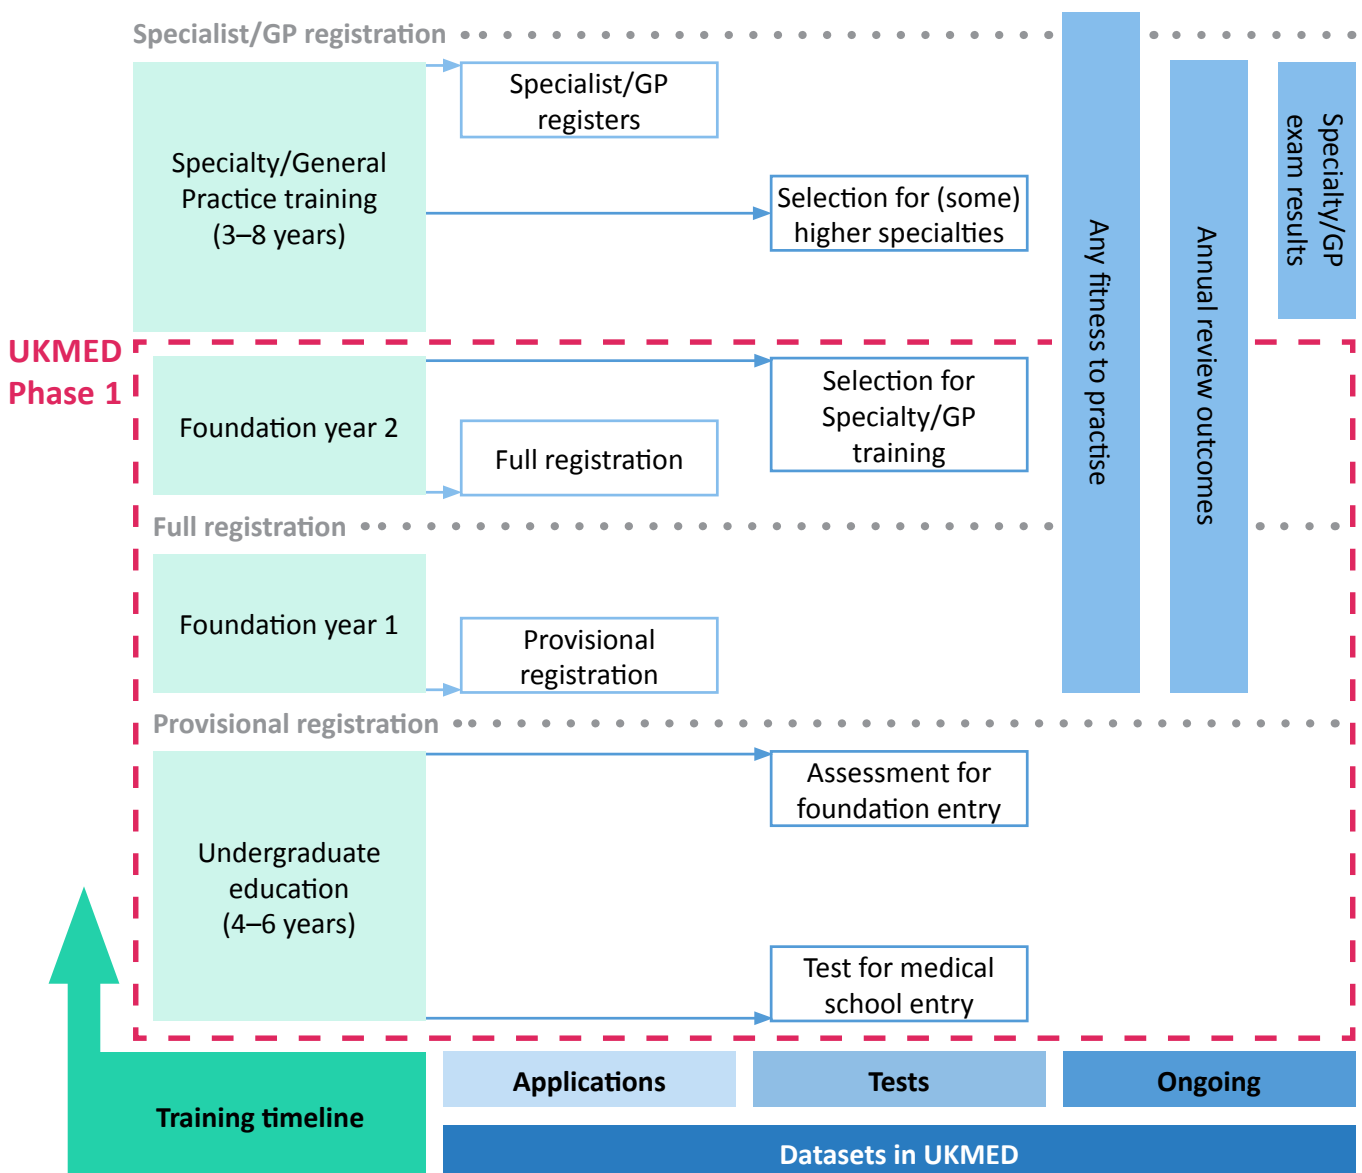 Specialist/GP registration
Specialty/General
Practice training
(3–8 years)
Specialist/GP
registers
Selection for (some)
higher specialties
Any fitness to practise
Annual review outcomes
Specialty/GP
exam results
UKMED
Phase 1
Foundation year 2
Full registration
Selection for
Specialty/GP
training
Full registration
Foundation year 1
Provisional
registration
Provisional registration
Undergraduate
education
(4–6 years)
Assessment for
foundation entry
Test for medical
school entry
Training timeline
Applications
Tests
Ongoing
Datasets in UKMED